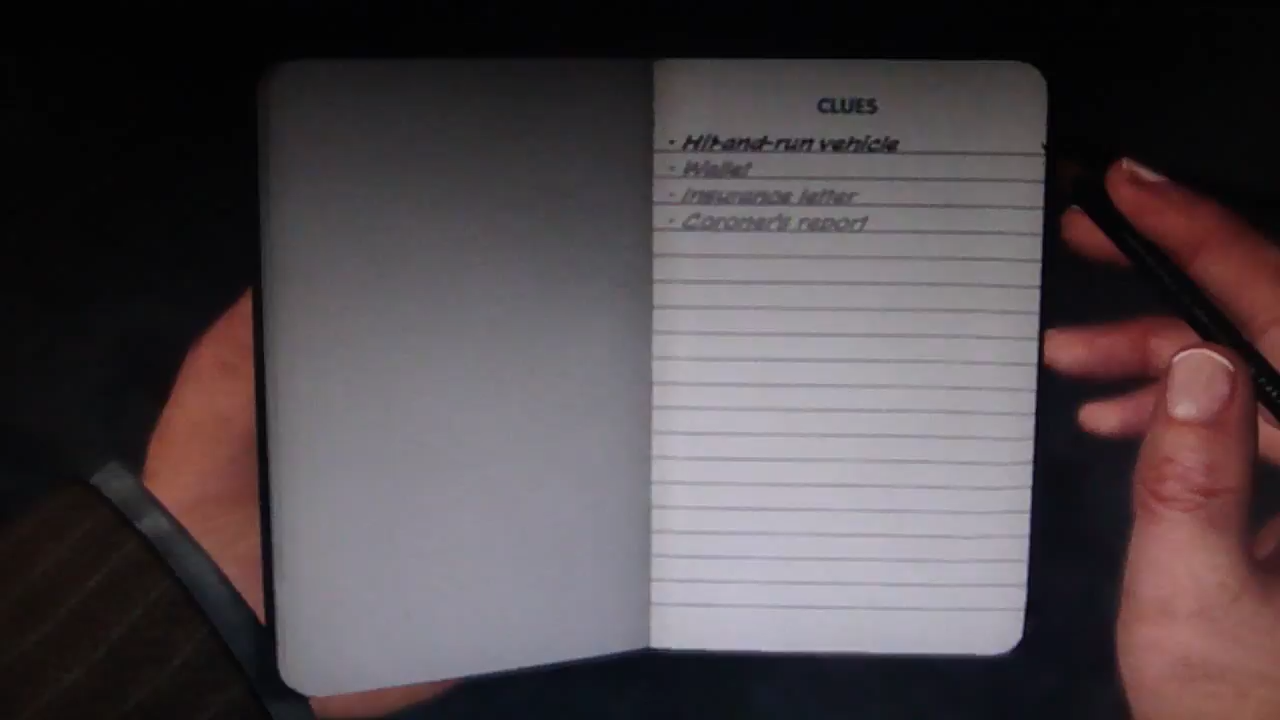 CLUES
- Hit-and-run vehicle
- Wallet
- Insurance letter
- Coroner's report